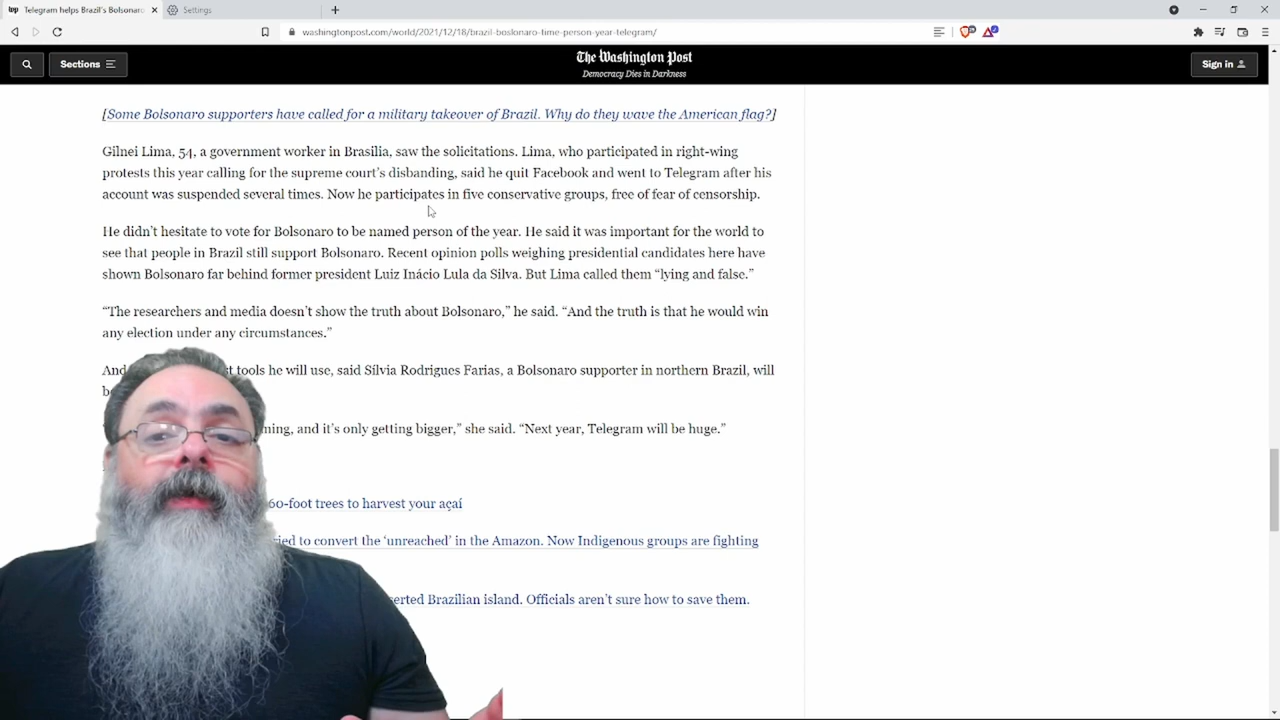 Telegram helps Brazil's Bolsonaro
Settings
washingtonpost.com/world/2021/12/18/brazil-boslonaro-time-person-year-telegram/
Sections
The Washington Post
Democracy Dies in Darkness
Sign in
[Some Bolsonaro supporters have called for a military takeover of Brazil. Why do they wave the American flag?]
Gilnei Lima, 54, a government worker in Brasilia, saw the solicitations. Lima, who participated in right-wing
protests this year calling for the supreme court's disbanding, said he quit Facebook and went to Telegram after his
account was suspended several times. Now he participates in five conservative groups, free of fear of censorship.
He didn't hesitate to vote for Bolsonaro to be named person of the year. He said it was important for the world to
see that people in Brazil still support Bolsonaro. Recent opinion polls weighing presidential candidates here have
shown Bolsonaro far behind former president Luiz Inácio Lula da Silva. But Lima called them “lying and false.”
“The researchers and media doesn't show the truth about Bolsonaro,” he said. “And the truth is that he would win
any election under any circumstances.”
And tools he will use, said Sílvia Rodrigues Farias, a Bolsonaro supporter in northern Brazil, will
and it's only getting bigger,” she said. “Next year, Telegram will be huge.”
60-foot trees to harvest your açaí
to convert the ‘unreached’ in the Amazon. Now Indigenous groups are fighting
Brazilian island. Officials aren't sure how to save them.